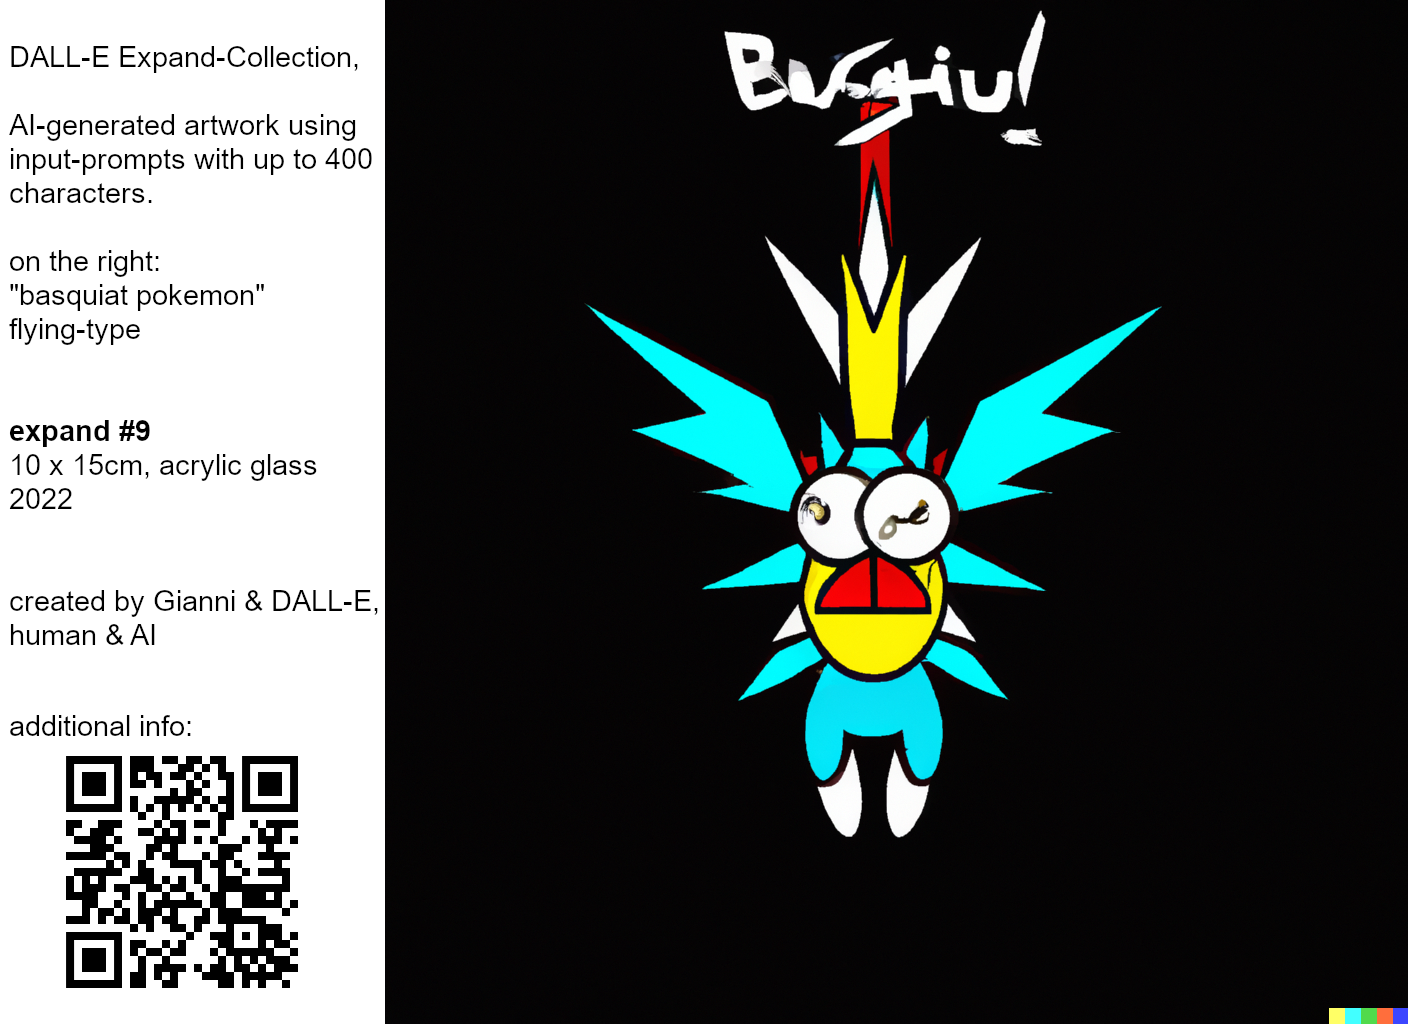 DALL-E Expand-Collection,
AI-generated artwork using
input-prompts with up to 400
characters.
on the right:
"basquiat pokemon"
flying-type
expand #9
10 x 15cm, acrylic glass
2022
created by Gianni & DALL-E,
human & AI
additional info: